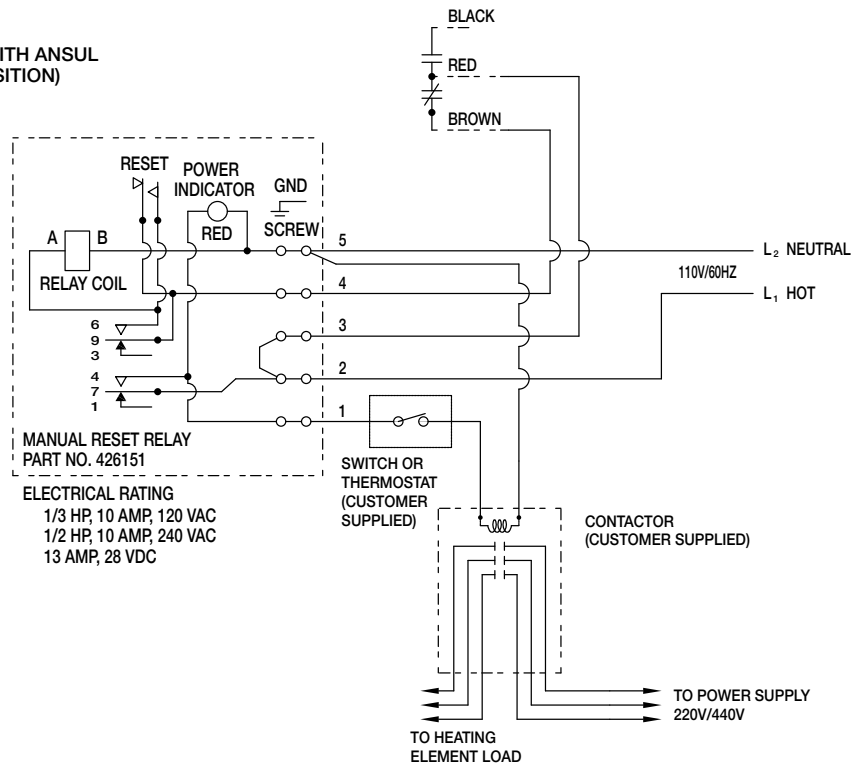 ITH ANSUL
SITION)
BLACK
RED
BROWN
RESET
POWER
INDICATOR
RED
GND
SCREW
A
B
RELAY COIL
5
4
3
2
1
L₂ NEUTRAL
110V/60HZ
L₁ HOT
6
9
3
4
7
1
MANUAL RESET RELAY
PART NO. 426151
ELECTRICAL RATING
1/3 HP, 10 AMP, 120 VAC
1/2 HP, 10 AMP, 240 VAC
13 AMP, 28 VDC
SWITCH OR
THERMOSTAT
(CUSTOMER
SUPPLIED)
CONTACTOR
(CUSTOMER SUPPLIED)
TO POWER SUPPLY
220V/440V
TO HEATING
ELEMENT LOAD